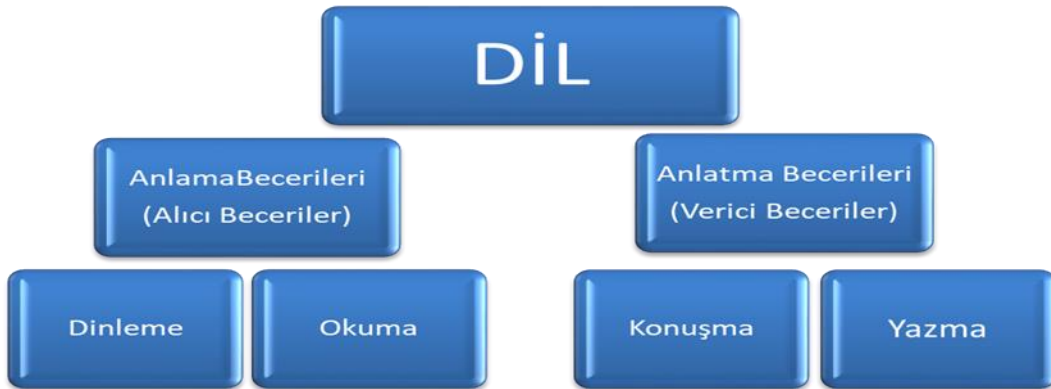 DİL
AnlamaBecerileri
(Alıcı Beceriler)
Anlatma Becerileri
(Verici Beceriler)
Dinleme
Okuma
Konuşma
Yazma